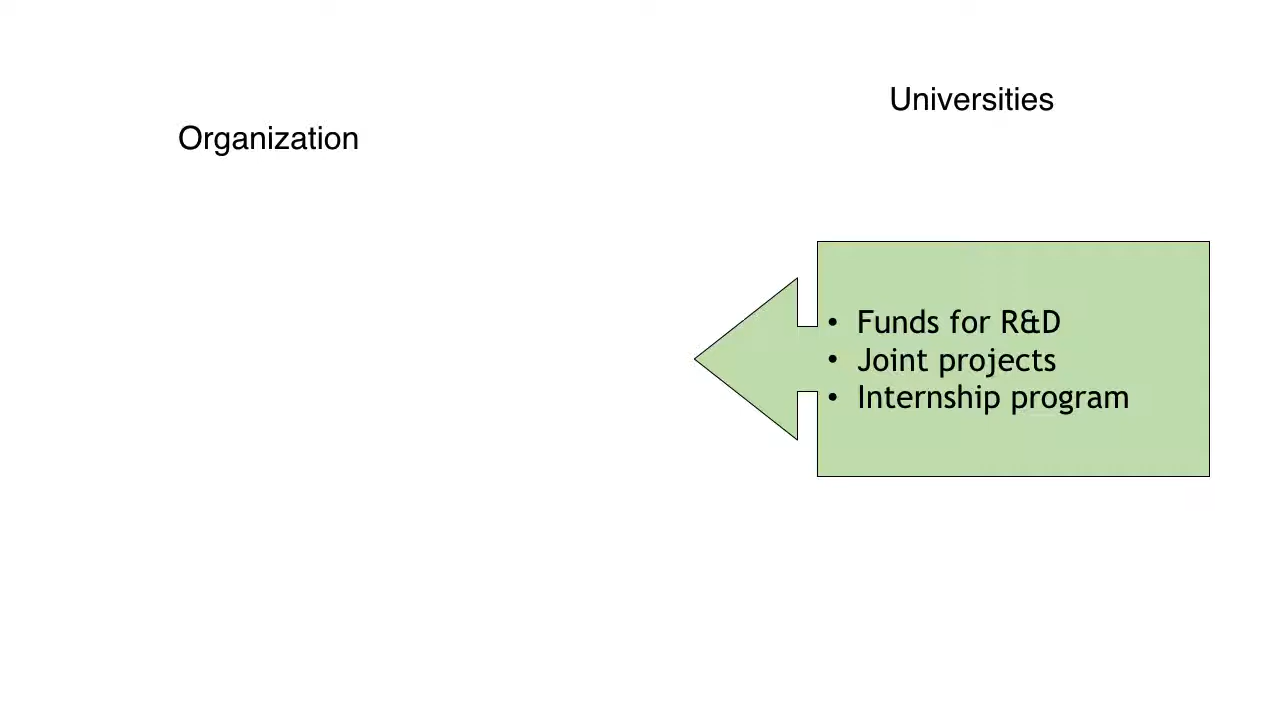 Universities
Organization
• Funds for R&D
• Joint projects
• Internship program